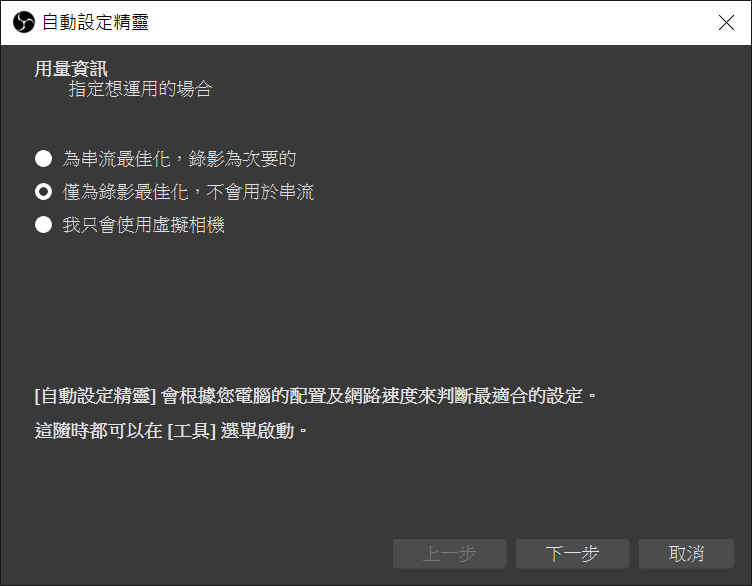 自動設定精靈
用量資訊
指定想運用的場合
為串流最佳化，錄影為次要的
僅為錄影最佳化，不會用於串流
我只會使用虛擬相機
[自動設定精靈] 會根據您電腦的配置及網路速度來判斷最適合的設定。
這隨時都可以在 [工具] 選單啟動。
上一步
下一步
取消